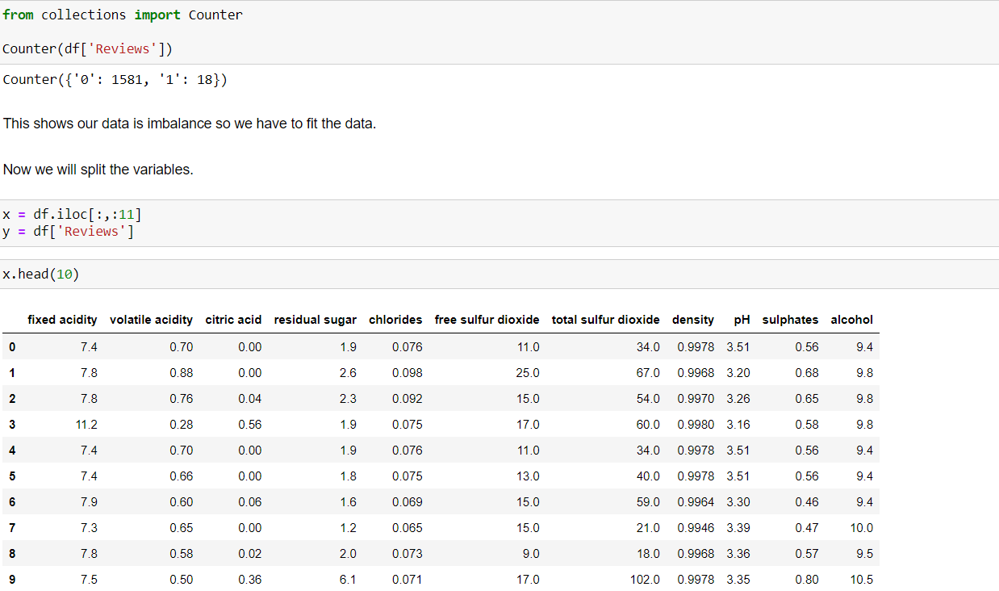 from collections import Counter
Counter(df['Reviews'])
Counter({'0': 1581, '1': 18})
This shows our data is imbalance so we have to fit the data.
Now we will split the variables.
x = df.iloc[:,:11]
y = df['Reviews']
x.head(10)
fixed acidity volatile acidity citric acid residual sugar chlorides free sulfur dioxide total sulfur dioxide density pH sulphates alcohol
0 7.4 0.70 0.00 1.9 0.076 11.0 34.0 0.9978 3.51 0.56 9.4
1 7.8 0.88 0.00 2.6 0.098 25.0 67.0 0.9968 3.20 0.68 9.8
2 7.8 0.76 0.04 2.3 0.092 15.0 54.0 0.9970 3.26 0.65 9.8
3 11.2 0.28 0.56 1.9 0.075 17.0 60.0 0.9980 3.16 0.58 9.8
4 7.4 0.70 0.00 1.9 0.076 11.0 34.0 0.9978 3.51 0.56 9.4
5 7.4 0.66 0.00 1.8 0.075 13.0 40.0 0.9978 3.51 0.56 9.4
6 7.9 0.60 0.06 1.6 0.069 15.0 59.0 0.9964 3.30 0.46 9.4
7 7.3 0.65 0.00 1.2 0.065 15.0 21.0 0.9946 3.39 0.47 10.0
8 7.8 0.58 0.02 2.0 0.073 9.0 18.0 0.9968 3.36 0.57 9.5
9 7.5 0.50 0.36 6.1 0.071 17.0 102.0 0.9978 3.35 0.80 10.5